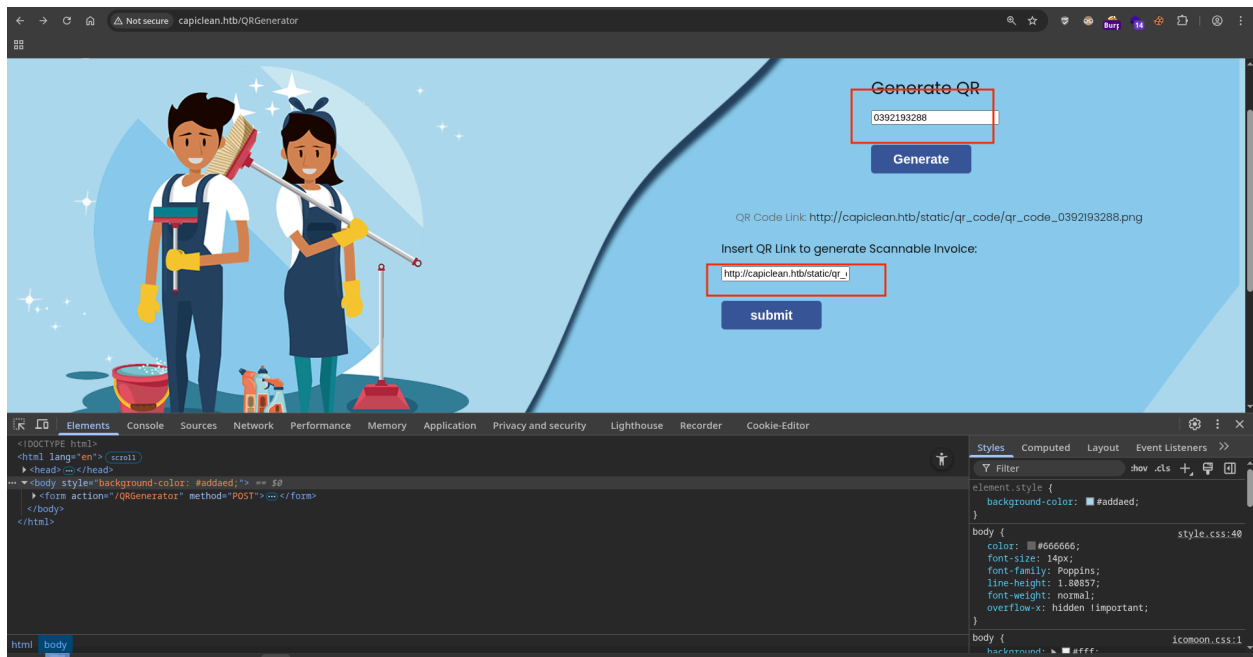 Not secure capiclean.htb/QRGenerator
Burp
14
Generate QR
0392193288
Generate
QR Code Link: http://capiclean.htb/static/qr_code/qr_code_0392193288.png
Insert QR Link to generate Scannable Invoice:
http://capiclean.htb/static/qr_
submit
Elements Console Sources Network Performance Memory Application Privacy and security Lighthouse Recorder Cookie-Editor
<!DOCTYPE html>
<html lang="en"> scroll
<head> … </head>
… <body style="background-color: #addaed;"> == $0
<form action="/QRGenerator" method="POST"> … </form>
</body>
</html>
html body
Styles Computed Layout Event Listeners
Filter :hov .cls
element.style {
background-color: #addaed;
}
body { style.css:40
color: #666666;
font-size: 14px;
font-family: Poppins;
line-height: 1.80857;
font-weight: normal;
overflow-x: hidden !important;
}
body { icomoon.css:1
background: #fff;